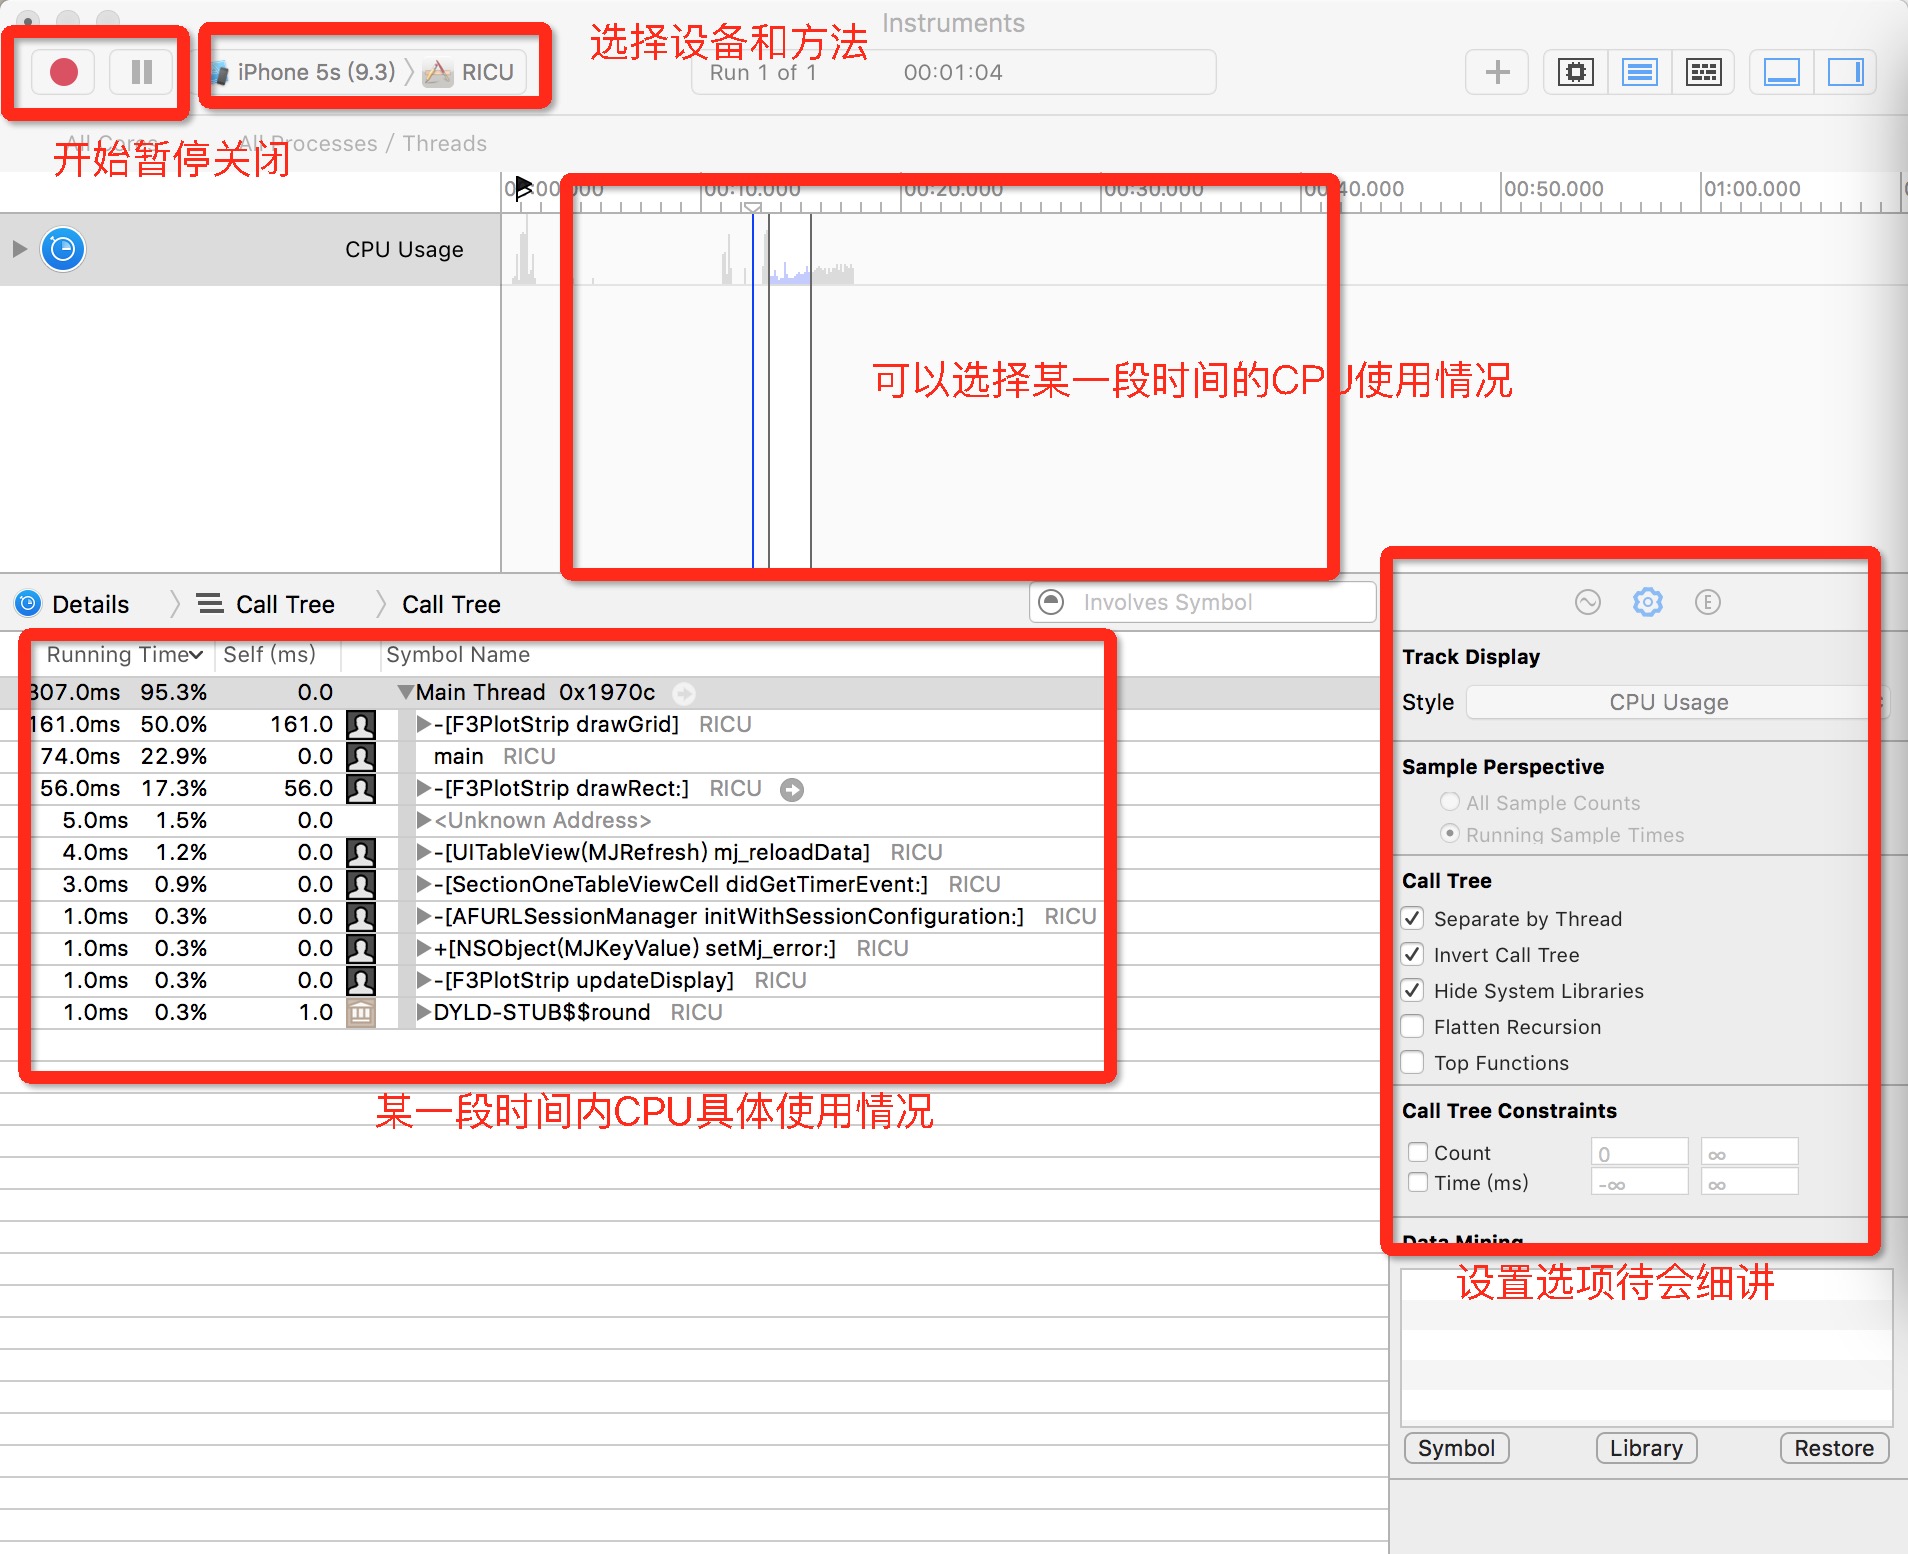 Instruments
选择设备和方法
iPhone 5s (9.3) RICU
Run 1 of 1 00:01:04
All Cores All Processes / Threads
开始暂停关闭
00:00.000 00:10.000 00:20.000 00:30.000 00:40.000 00:50.000 01:00.000
CPU Usage
可以选择某一段时间的CPU使用情况
Details Call Tree Call Tree Involves Symbol
Running Time Self (ms) Symbol Name
307.0ms 95.3% 0.0 Main Thread 0x1970c
161.0ms 50.0% 161.0 -[F3PlotStrip drawGrid] RICU
74.0ms 22.9% 0.0 main RICU
56.0ms 17.3% 56.0 -[F3PlotStrip drawRect:] RICU
5.0ms 1.5% 0.0 <Unknown Address>
4.0ms 1.2% 0.0 -[UITableView(MJRefresh) mj_reloadData] RICU
3.0ms 0.9% 0.0 -[SectionOneTableViewCell didGetTimerEvent:] RICU
1.0ms 0.3% 0.0 -[AFURLSessionManager initWithSessionConfiguration:] RICU
1.0ms 0.3% 0.0 +[NSObject(MJKeyValue) setMj_error:] RICU
1.0ms 0.3% 0.0 -[F3PlotStrip updateDisplay] RICU
1.0ms 0.3% 1.0 DYLD-STUB$$round RICU
某一段时间内CPU具体使用情况
E
Track Display
Style CPU Usage
Sample Perspective
All Sample Counts
Running Sample Times
Call Tree
Separate by Thread
Invert Call Tree
Hide System Libraries
Flatten Recursion
Top Functions
Call Tree Constraints
Count 0 ∞
Time (ms) -∞ ∞
Data Mining
设置选项待会细讲
Symbol Library Restore